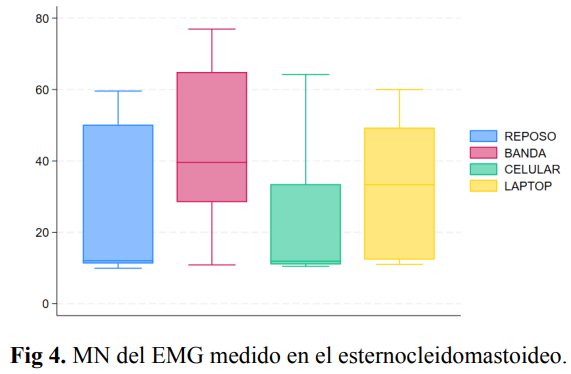 80
60
40
20
0
REPOSO
BANDA
CELULAR
LAPTOP
Fig 4. MN del EMG medido en el esternocleidomastoideo.